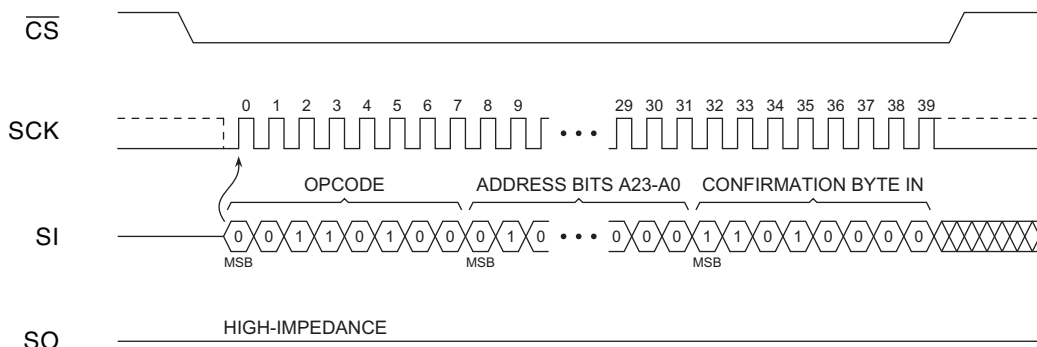 CS
0 1 2 3 4 5 6 7 8 9 29 30 31 32 33 34 35 36 37 38 39
SCK
OPCODE ADDRESS BITS A23-A0 CONFIRMATION BYTE IN
SI 0 0 1 1 0 1 0 0 0 1 0 0 0 0 1 1 0 1 0 0 0 0
MSB MSB MSB
HIGH-IMPEDANCE
SO